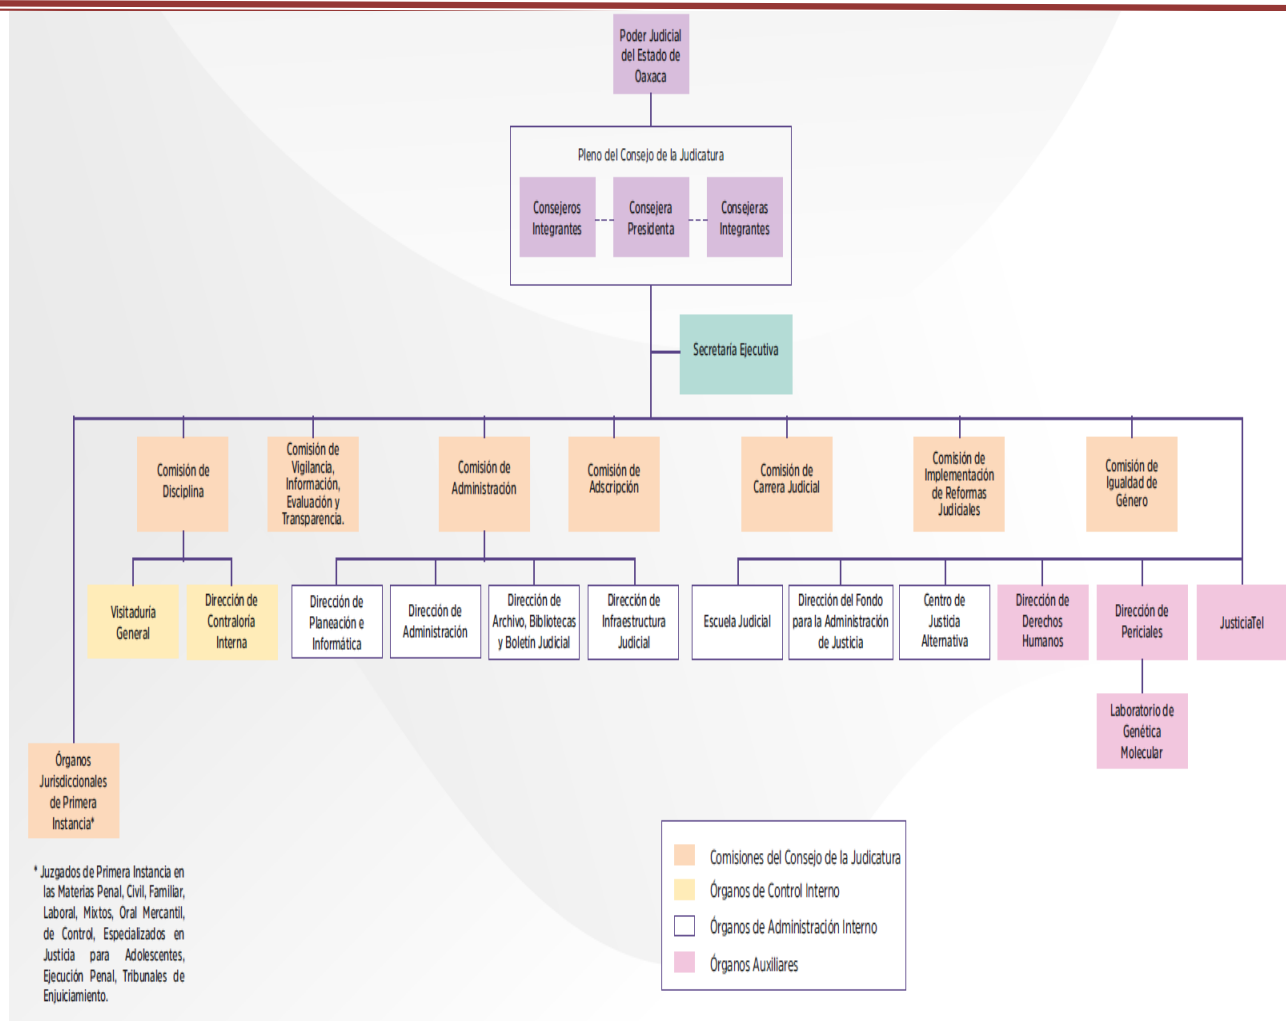 Poder Judicial
del Estado de
Oaxaca
Pleno del Consejo de la Judicatura
Consejeros
Integrantes
Consejera
Presidenta
Consejeras
Integrantes
Secretaría Ejecutiva
Comisión de
Disciplina
Comisión de
Vigilancia,
Información,
Evaluación y
Transparencia.
Comisión de
Administración
Comisión de
Adscripción
Comisión de
Carrera Judicial
Comisión de
Implementación
de Reformas
Judiciales
Comisión de
Igualdad de
Género
Visitaduría
General
Dirección de
Contraloría
Interna
Dirección de
Planeación e
Informática
Dirección de
Administración
Dirección de
Archivo, Bibliotecas
y Boletín Judicial
Dirección de
Infraestructura
Judicial
Escuela Judicial
Dirección del Fondo
para la Administración
de Justicia
Centro de
Justicia
Alternativa
Dirección de
Derechos
Humanos
Dirección de
Periciales
JusticiaTel
Laboratorio de
Genética
Molecular
Órganos
Jurisdiccionales
de Primera
Instancia*
* Juzgados de Primera Instancia en
las Materias Penal, Civil, Familiar,
Laboral, Mixtos, Oral Mercantil,
de Control, Especializados en
Justicia para Adolescentes,
Ejecución Penal, Tribunales de
Enjuiciamiento.
Comisiones del Consejo de la Judicatura
Órganos de Control Interno
Órganos de Administración Interno
Órganos Auxiliares